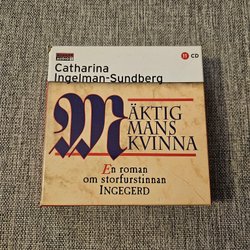 Catharina
Ingelman-Sundberg
11 CD
MÄKTIG
MANS
KVINNA
En roman
om storfurstinnan
INGEGERD